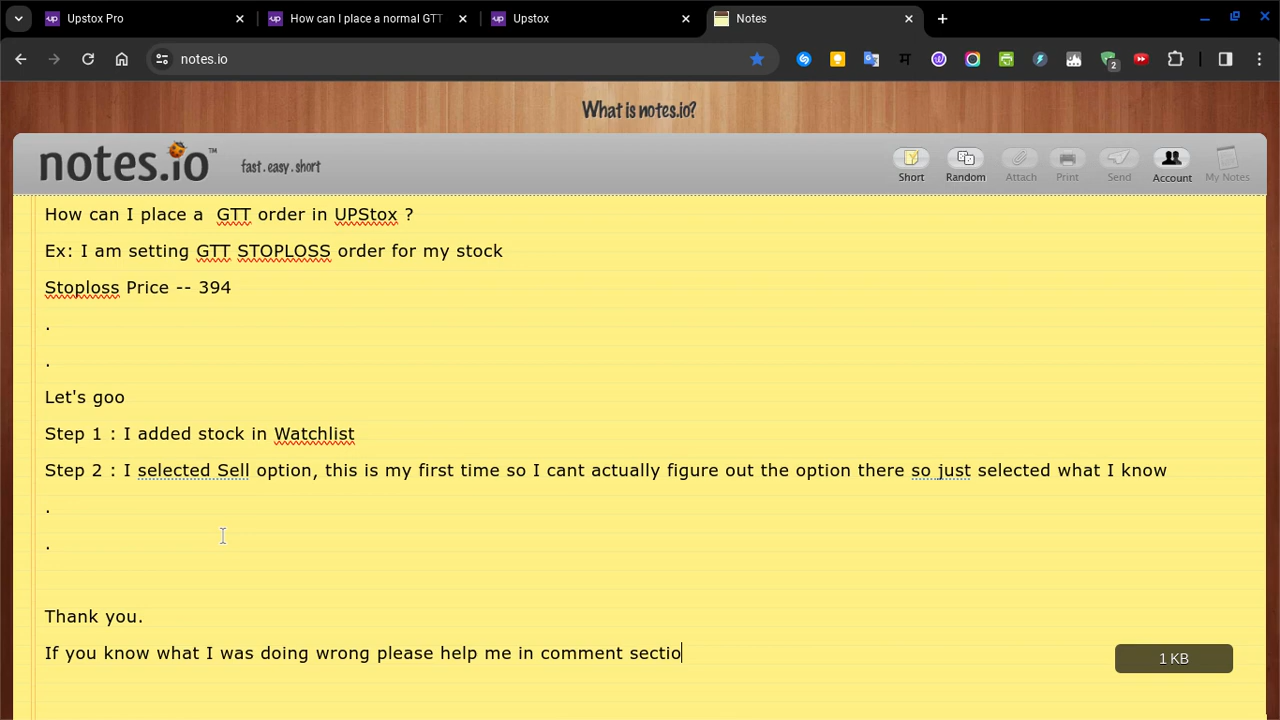 Upstox Pro
How can I place a normal GTT
Upstox
Notes
notes.io
2
What is notes.io?
notes.io™
fast.easy.short
Short
Random
Attach
Print
Send
Account
My Notes
How can I place a  GTT order in UPStox ?
Ex: I am setting GTT STOPLOSS order for my stock
Stoploss Price -- 394
.
.
Let's goo
Step 1 : I added stock in Watchlist
Step 2 : I selected Sell option, this is my first time so I cant actually figure out the option there so just selected what I know
.
.
Thank you.
If you know what I was doing wrong please help me in comment sectio
1 KB